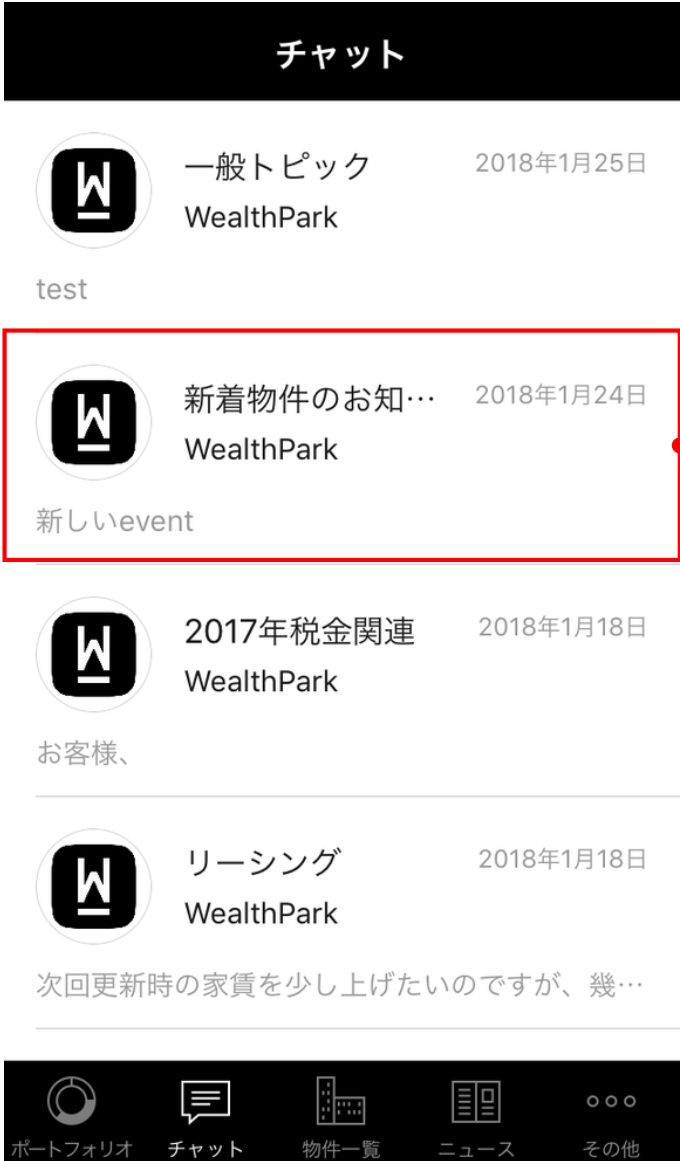 チャット
一般トピック 2018年1月25日
WealthPark
test
新着物件のお知… 2018年1月24日
WealthPark
新しいevent
2017年税金関連 2018年1月18日
WealthPark
お客様、
リーシング 2018年1月18日
WealthPark
次回更新時の家賃を少し上げたいのですが、幾…
ポートフォリオ チャット 物件一覧 ニュース その他